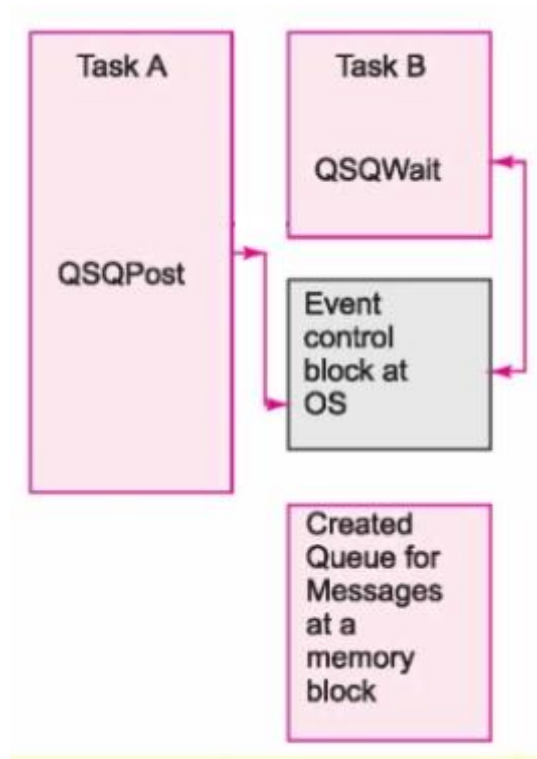 Task A
QSQPost
Task B
QSQWait
Event
control
block at
OS
Created
Queue for
Messages
at a
memory
block